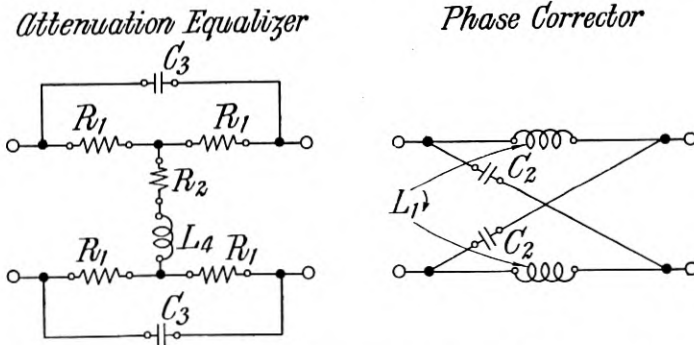 Attenuation Equalizer
Phase Corrector
C3
R1 R1
R2
L4
R1 R1
C3
C2
L1
C2